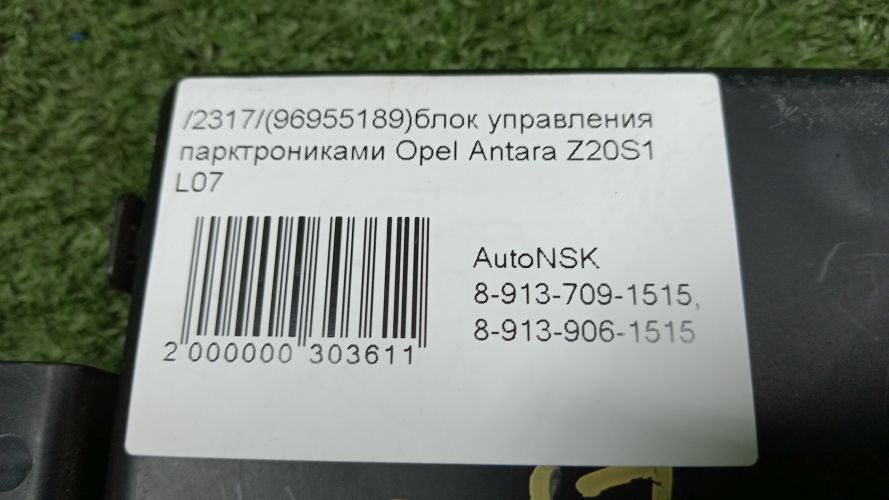 /2317/(96955189)блок управления
парктрониками Opel Antara Z20S1
L07
AutoNSK
8-913-709-1515,
8-913-906-1515
2 000000 303611